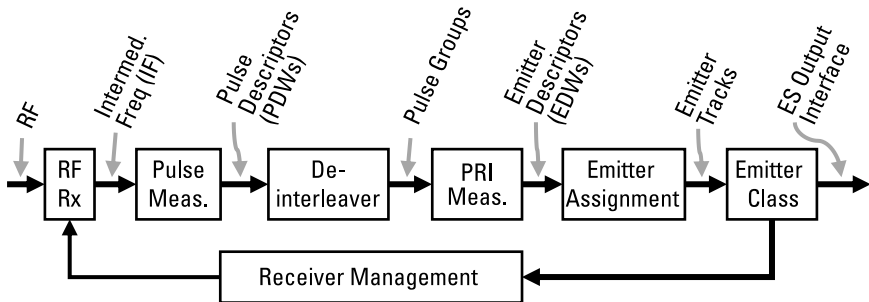 RF
Intermed.
Freq (IF)
Pulse
Descriptors
(PDWs)
Pulse Groups
Emitter
Descriptors
(EDWs)
Emitter
Tracks
ES Output
Interface
RF
Rx
Pulse
Meas.
De-
interleaver
PRI
Meas.
Emitter
Assignment
Emitter
Class
Receiver Management